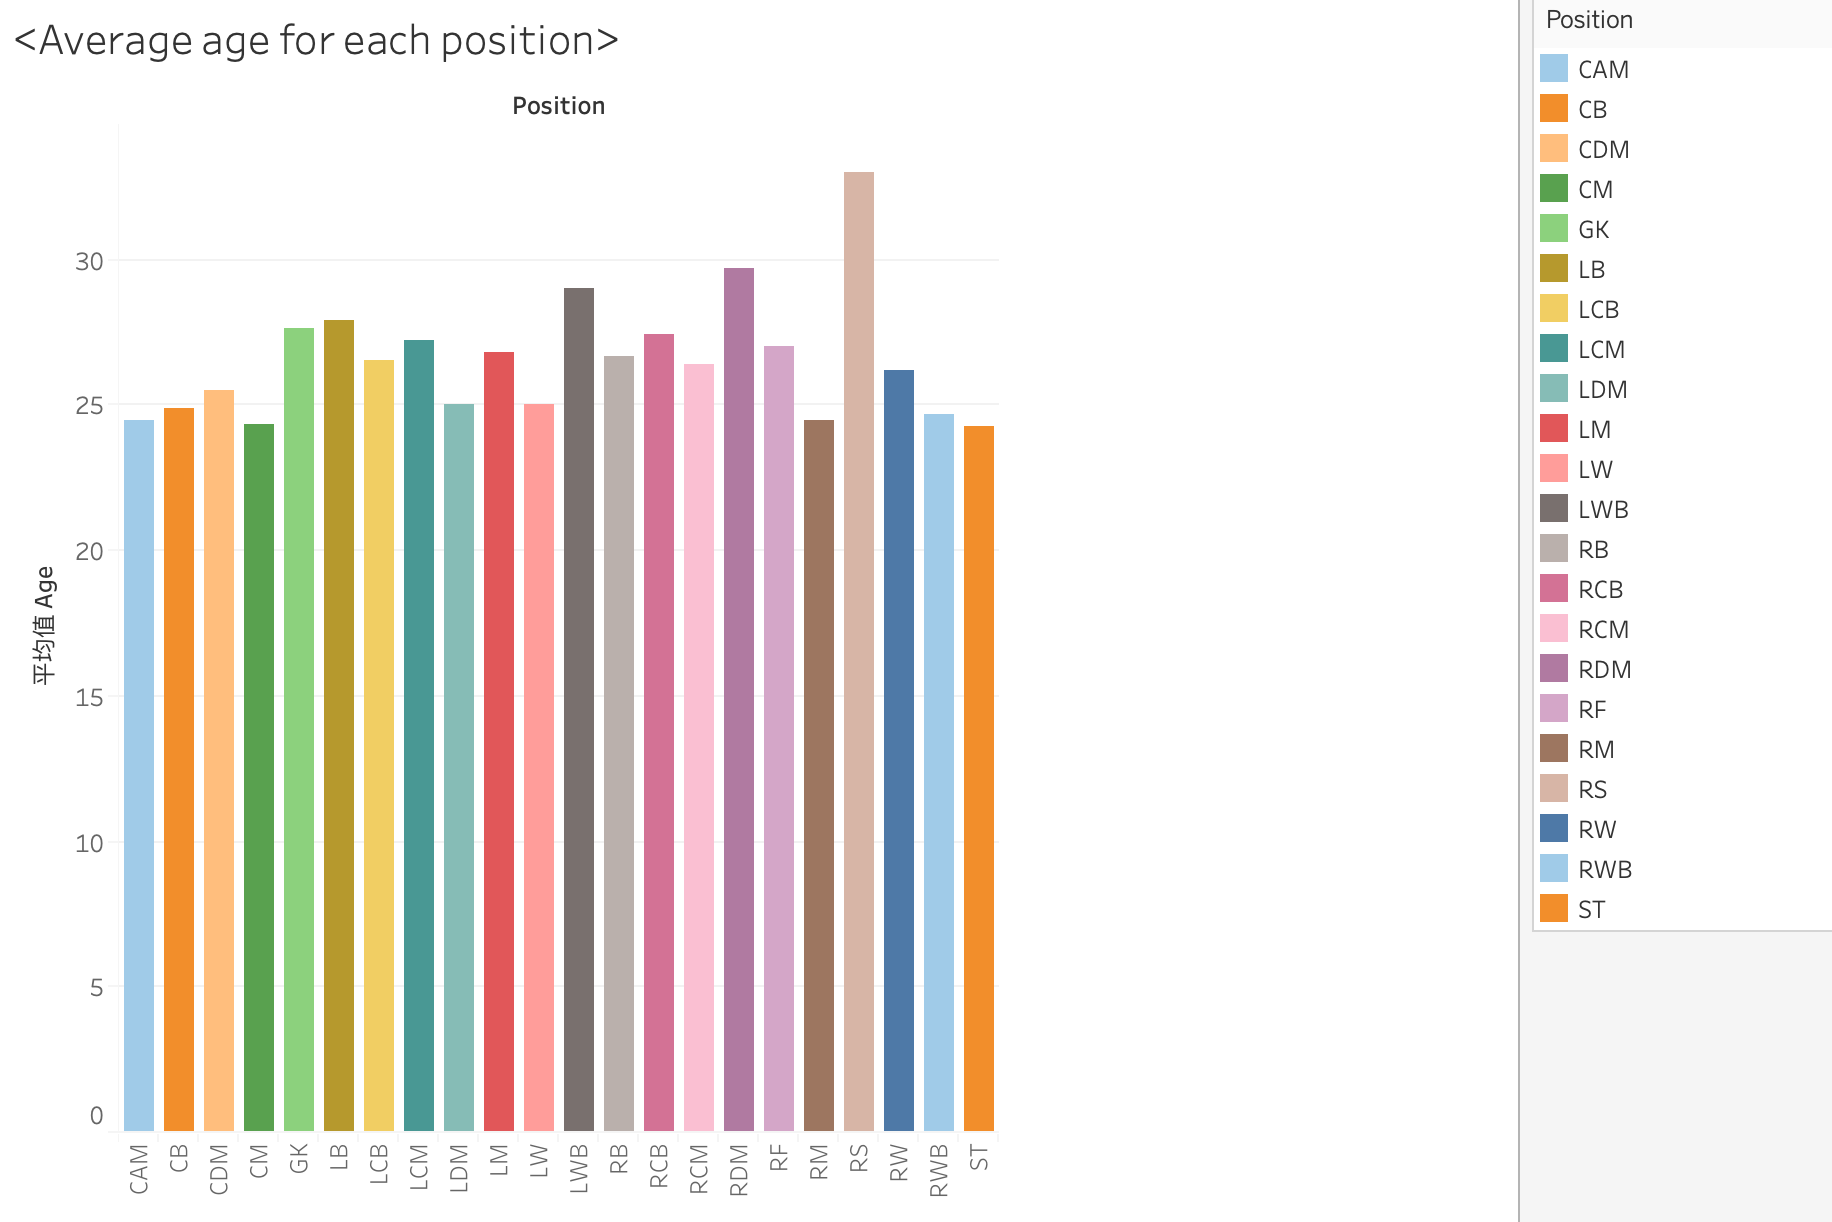 <Average age for each position>
Position
平均值 Age
30
25
20
15
10
5
0
CAM
CB
CDM
CM
GK
LB
LCB
LCM
LDM
LM
LW
LWB
RB
RCB
RCM
RDM
RF
RM
RS
RW
RWB
ST
Position
CAM
CB
CDM
CM
GK
LB
LCB
LCM
LDM
LM
LW
LWB
RB
RCB
RCM
RDM
RF
RM
RS
RW
RWB
ST